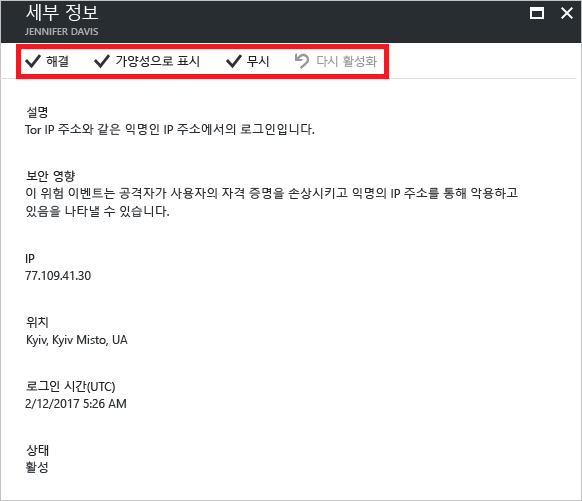 세부 정보
JENNIFER DAVIS
해결 가양성으로 표시 무시 다시 활성화
설명
Tor IP 주소와 같은 익명인 IP 주소에서의 로그인입니다.
보안 영향
이 위험 이벤트는 공격자가 사용자의 자격 증명을 손상시키고 익명의 IP 주소를 통해 악용하고
있음을 나타낼 수 있습니다.
IP
77.109.41.30
위치
Kyiv, Kyiv Misto, UA
로그인 시간(UTC)
2/12/2017 5:26 AM
상태
활성